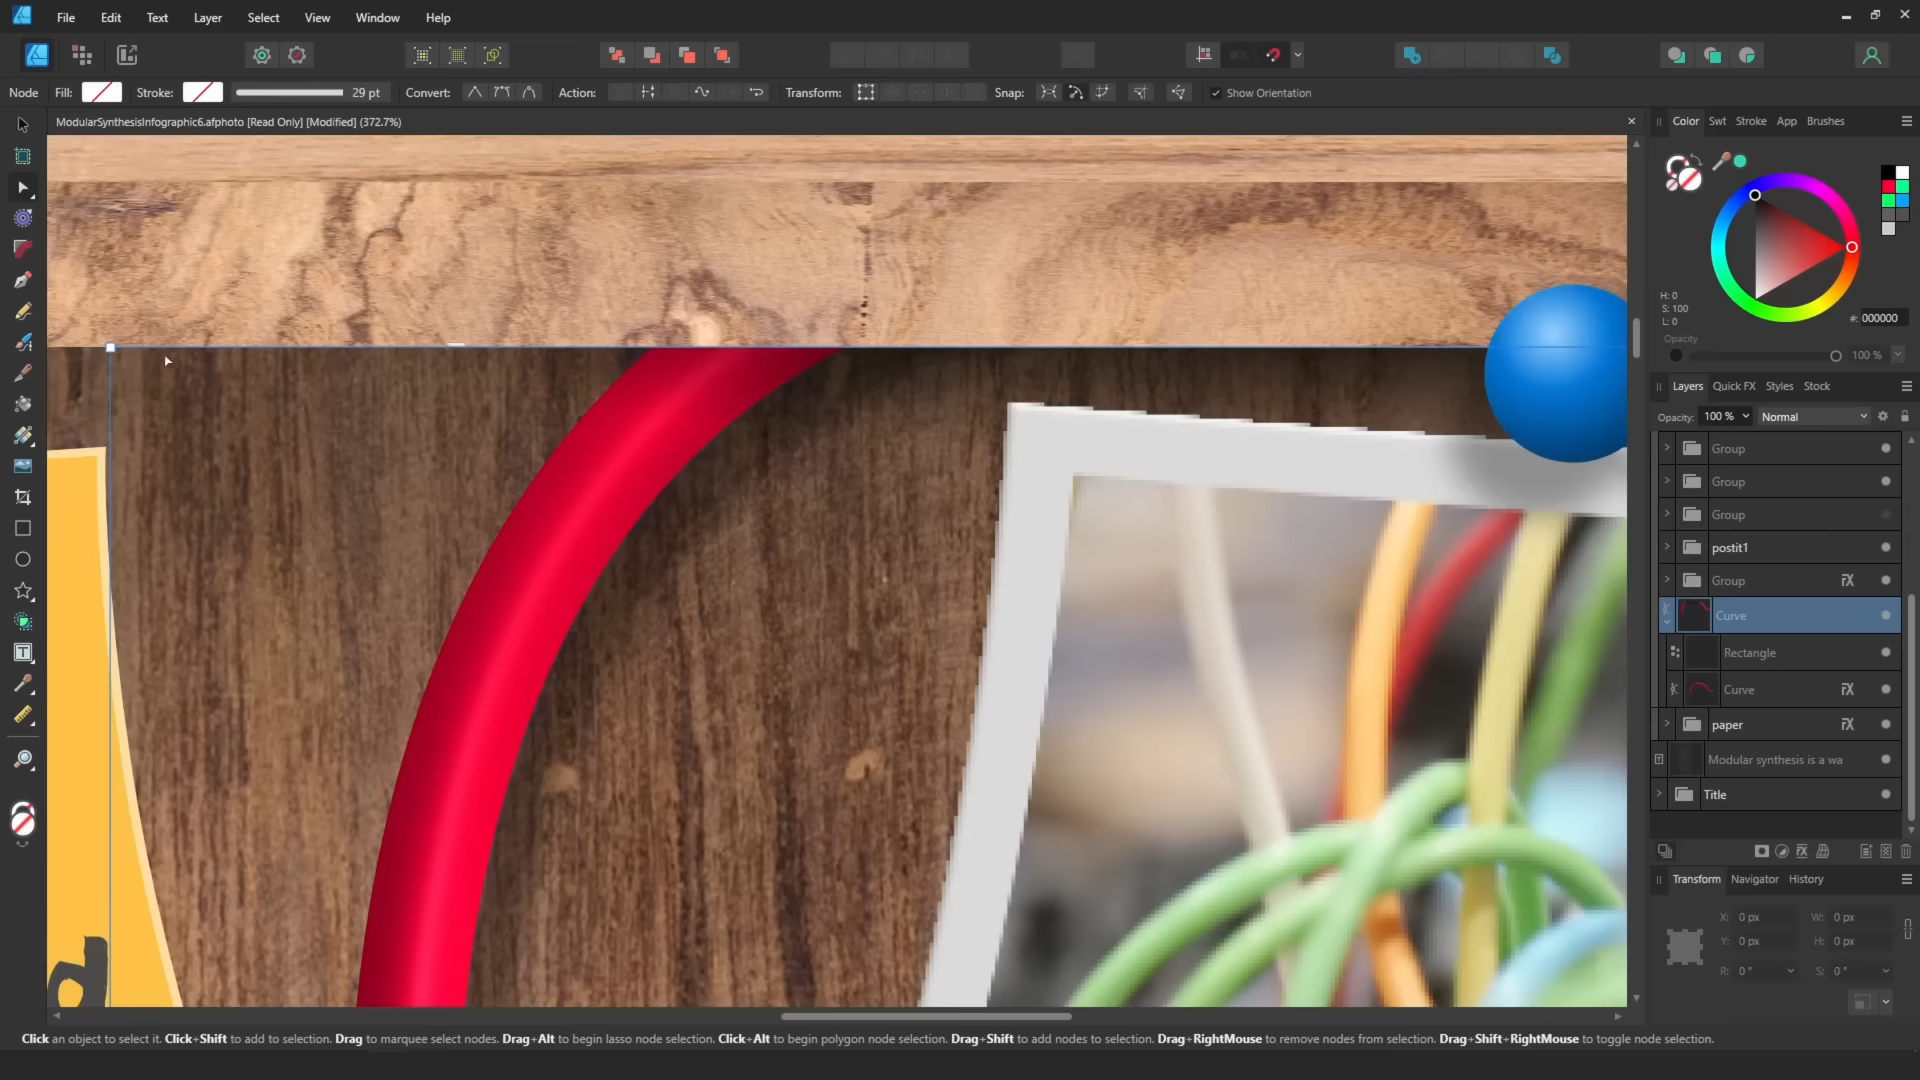 File Edit Text Layer Select View Window Help
Node Fill: Stroke: 29 pt Convert: Action: Transform: Snap: Show Orientation
ModularSynthesisInfographic6.afphoto [Read Only] [Modified] (372.7%)
Color Swt Stroke App Brushes
H: 0
S: 100
L: 0
#: 000000
Opacity
100 %
Layers Quick FX Styles Stock
Opacity: 100 % Normal
Group
Group
Group
postit1
Group
Curve
Rectangle
Curve
paper
Modular synthesis is a wa
Title
Transform Navigator History
X: 0 px W: 0 px
Y: 0 px H: 0 px
R: 0 ° S: 0 °
d
Click an object to select it. Click+Shift to add to selection. Drag to marquee select nodes. Drag+Alt to begin lasso node selection. Click+Alt to begin polygon node selection. Drag+Shift to add nodes to selection. Drag+RightMouse to remove nodes from selection. Drag+Shift+RightMouse to toggle node selection.